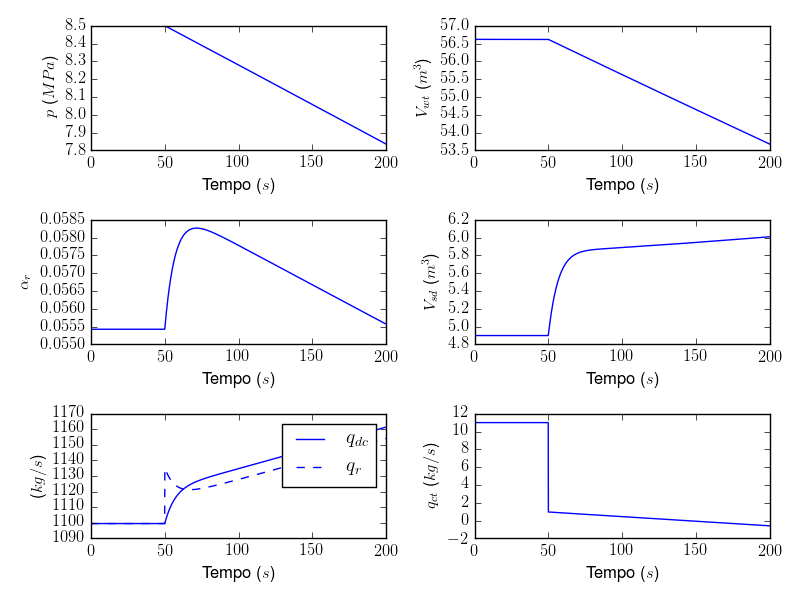 8.5
8.4
8.3
8.2
8.1
8.0
7.9
7.8
p (MPa)
0 50 100 150 200
Tempo (s)
57.0
56.5
56.0
55.5
55.0
54.5
54.0
53.5
V_wt (m³)
0 50 100 150 200
Tempo (s)
0.0585
0.0580
0.0575
0.0570
0.0565
0.0560
0.0555
0.0550
α_r
0 50 100 150 200
Tempo (s)
6.2
6.0
5.8
5.6
5.4
5.2
5.0
4.8
V_sd (m³)
0 50 100 150 200
Tempo (s)
1170
1160
1150
1140
1130
1120
1110
1100
1090
(kg/s)
q_dc
q_r
0 50 100 150 200
Tempo (s)
12
10
8
6
4
2
0
−2
q_ct (kg/s)
0 50 100 150 200
Tempo (s)